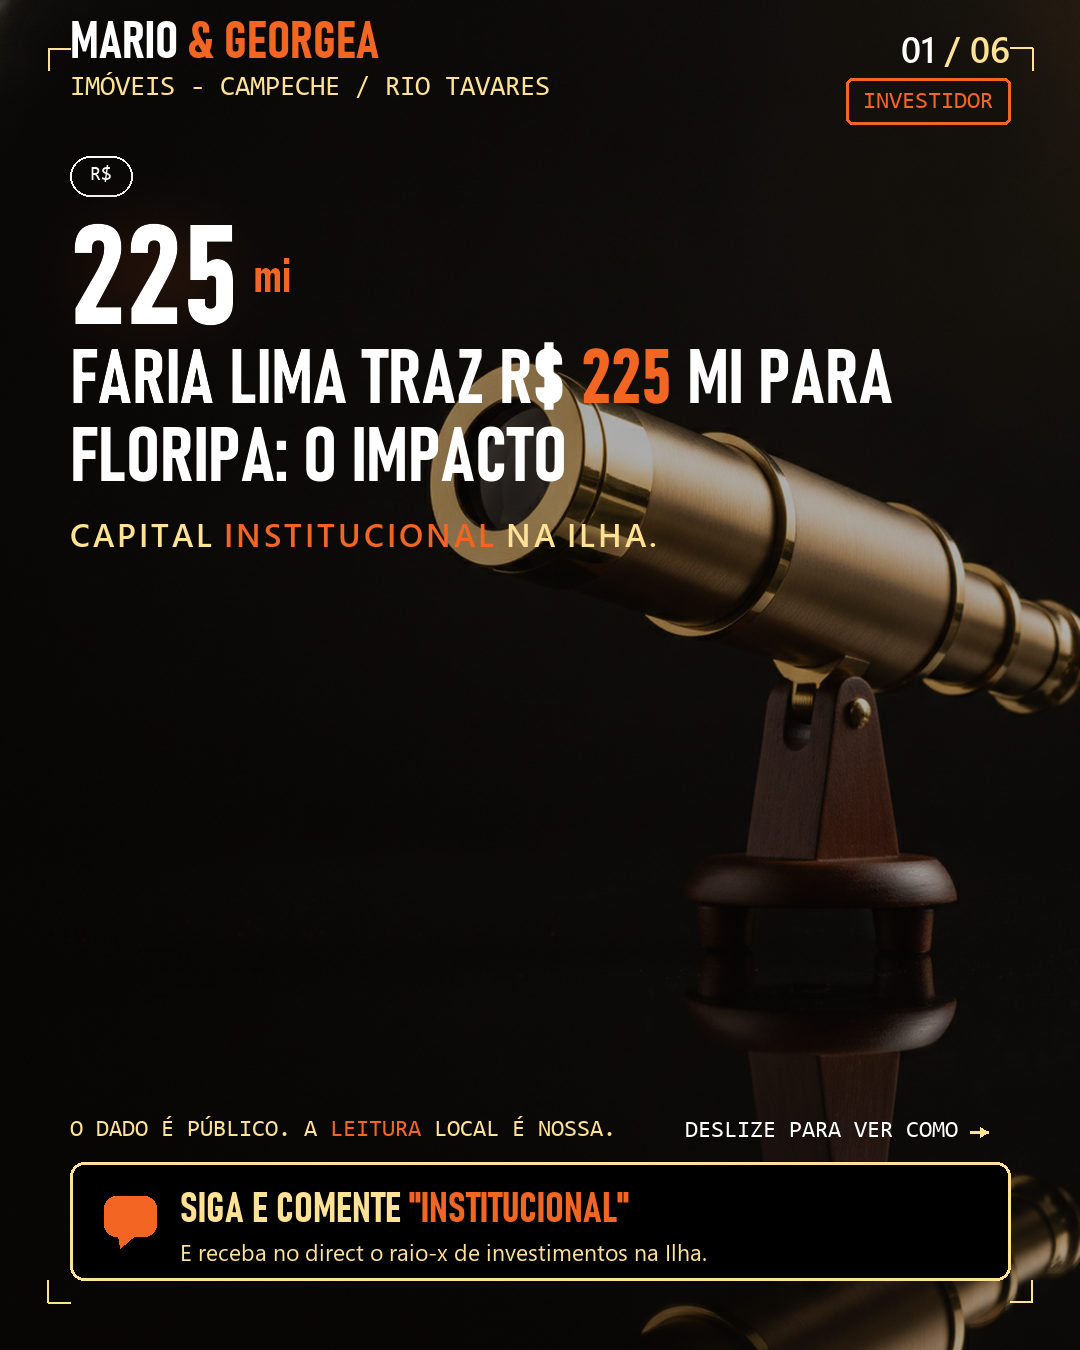 MARIO & GEORGEA
IMÓVEIS - CAMPECHE / RIO TAVARES
01 / 06
INVESTIDOR
R$
225 mi
FARIA LIMA TRAZ R$ 225 MI PARA
FLORIPA: O IMPACTO
CAPITAL INSTITUCIONAL NA ILHA.
O DADO É PÚBLICO. A LEITURA LOCAL É NOSSA.
DESLIZE PARA VER COMO →
SIGA E COMENTE "INSTITUCIONAL"
E receba no direct o raio-x de investimentos na Ilha.